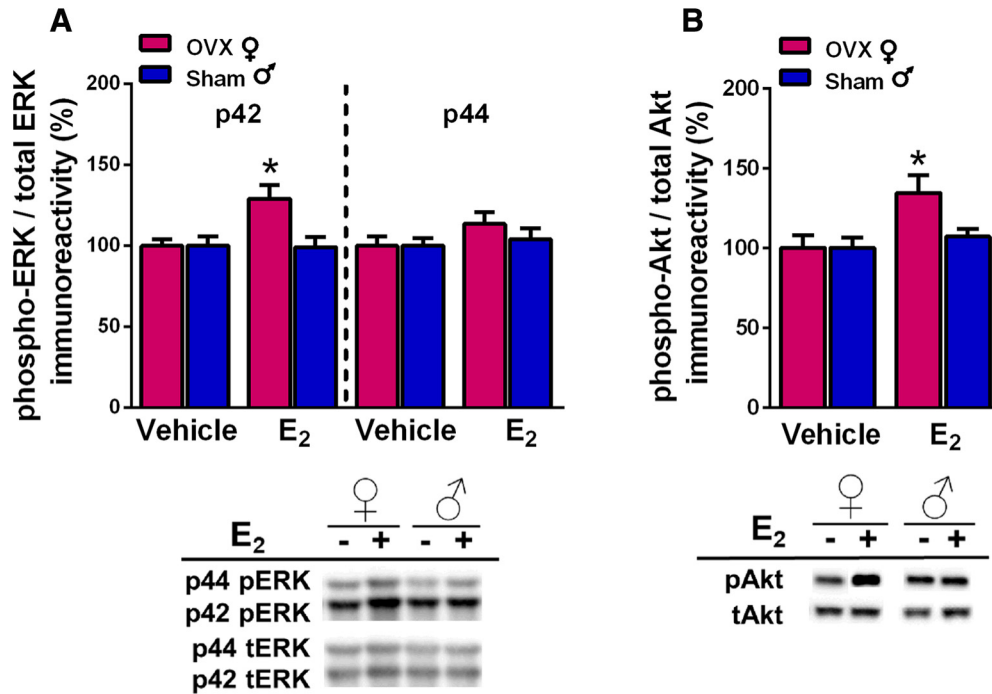 A
OVX ♀
Sham ♂
phospho-ERK / total ERK
immunoreactivity (%)
200
150
100
50
0
p42
p44
*
Vehicle
E₂
Vehicle
E₂
E₂
♀
♂
- + - +
p44 pERK
p42 pERK
p44 tERK
p42 tERK
B
OVX ♀
Sham ♂
phospho-Akt / total Akt
immunoreactivity (%)
200
150
100
50
0
*
Vehicle
E₂
E₂
♀
♂
- + - +
pAkt
tAkt